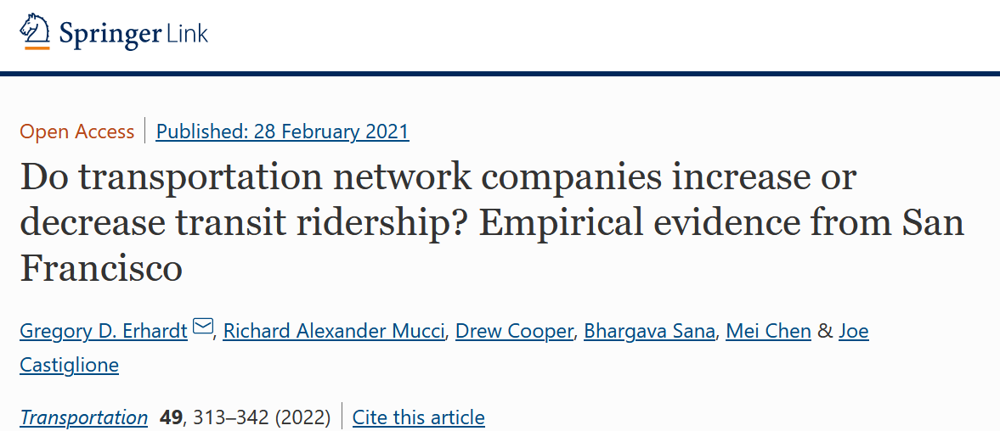 Springer Link
Open Access | Published: 28 February 2021
Do transportation network companies increase or
decrease transit ridership? Empirical evidence from San
Francisco
Gregory D. Erhardt, Richard Alexander Mucci, Drew Cooper, Bhargava Sana, Mei Chen & Joe
Castiglione
Transportation 49, 313–342 (2022) | Cite this article